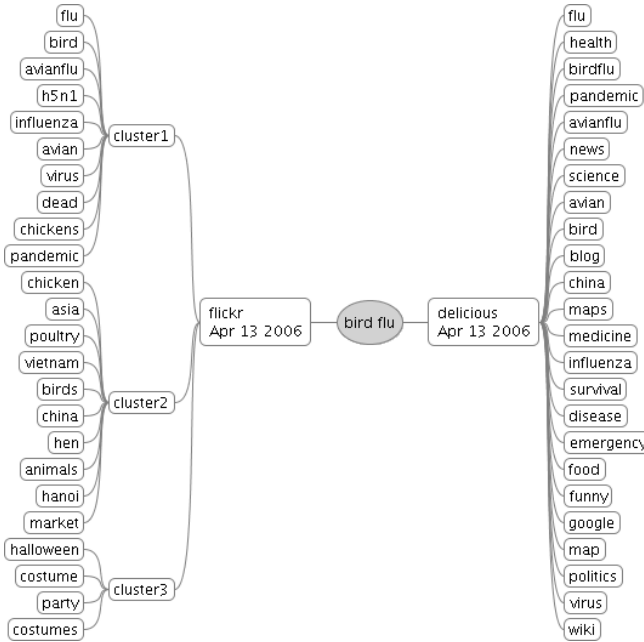 flu
bird
avianflu
h5n1
influenza
avian
virus
dead
chickens
pandemic
cluster1
chicken
asia
poultry
vietnam
birds
china
hen
animals
hanoi
market
cluster2
halloween
costume
party
costumes
cluster3
flickr
Apr 13 2006
bird flu
delicious
Apr 13 2006
flu
health
birdflu
pandemic
avianflu
news
science
avian
bird
blog
china
maps
medicine
influenza
survival
disease
emergency
food
funny
google
map
politics
virus
wiki